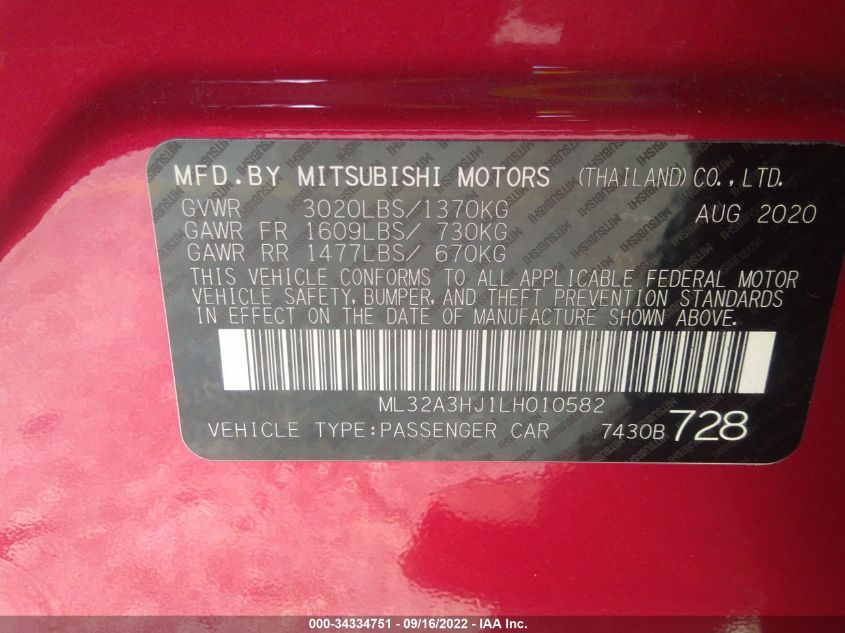 MFD.BY MITSUBISHI MOTORS (THAILAND) CO., LTD.
GVWR 3020LBS/1370KG AUG 2020
GAWR FR 1609LBS/ 730KG
GAWR RR 1477LBS/ 670KG
THIS VEHICLE CONFORMS TO ALL APPLICABLE FEDERAL MOTOR
VEHICLE SAFETY, BUMPER, AND THEFT PREVENTION STANDARDS
IN EFFECT ON THE DATE OF MANUFACTURE SHOWN ABOVE.
ML32A3HJ1LH010582
VEHICLE TYPE:PASSENGER CAR 7430B 728
000-34334751 - 09/16/2022 - IAA Inc.